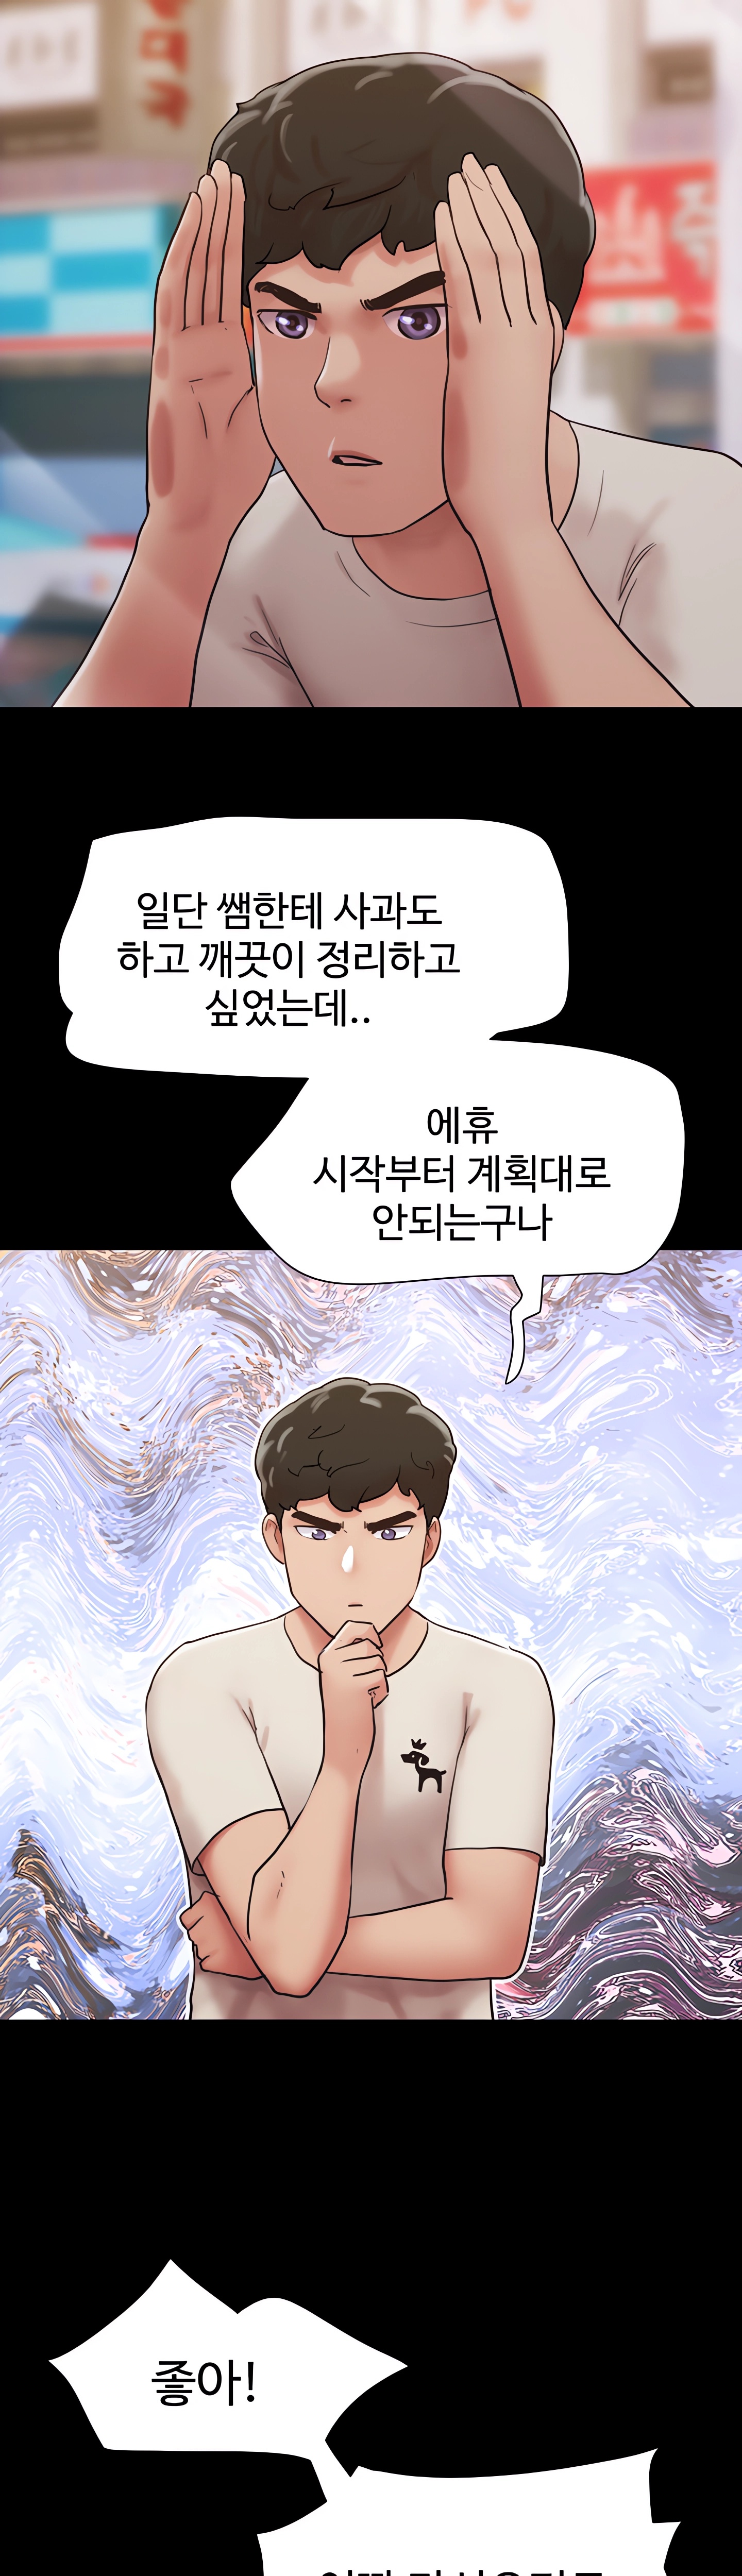 일단 쌤한테 사과도
하고 깨끗이 정리하고
싶었는데..
에휴
시작부터 계획대로
안되는구나
좋아!